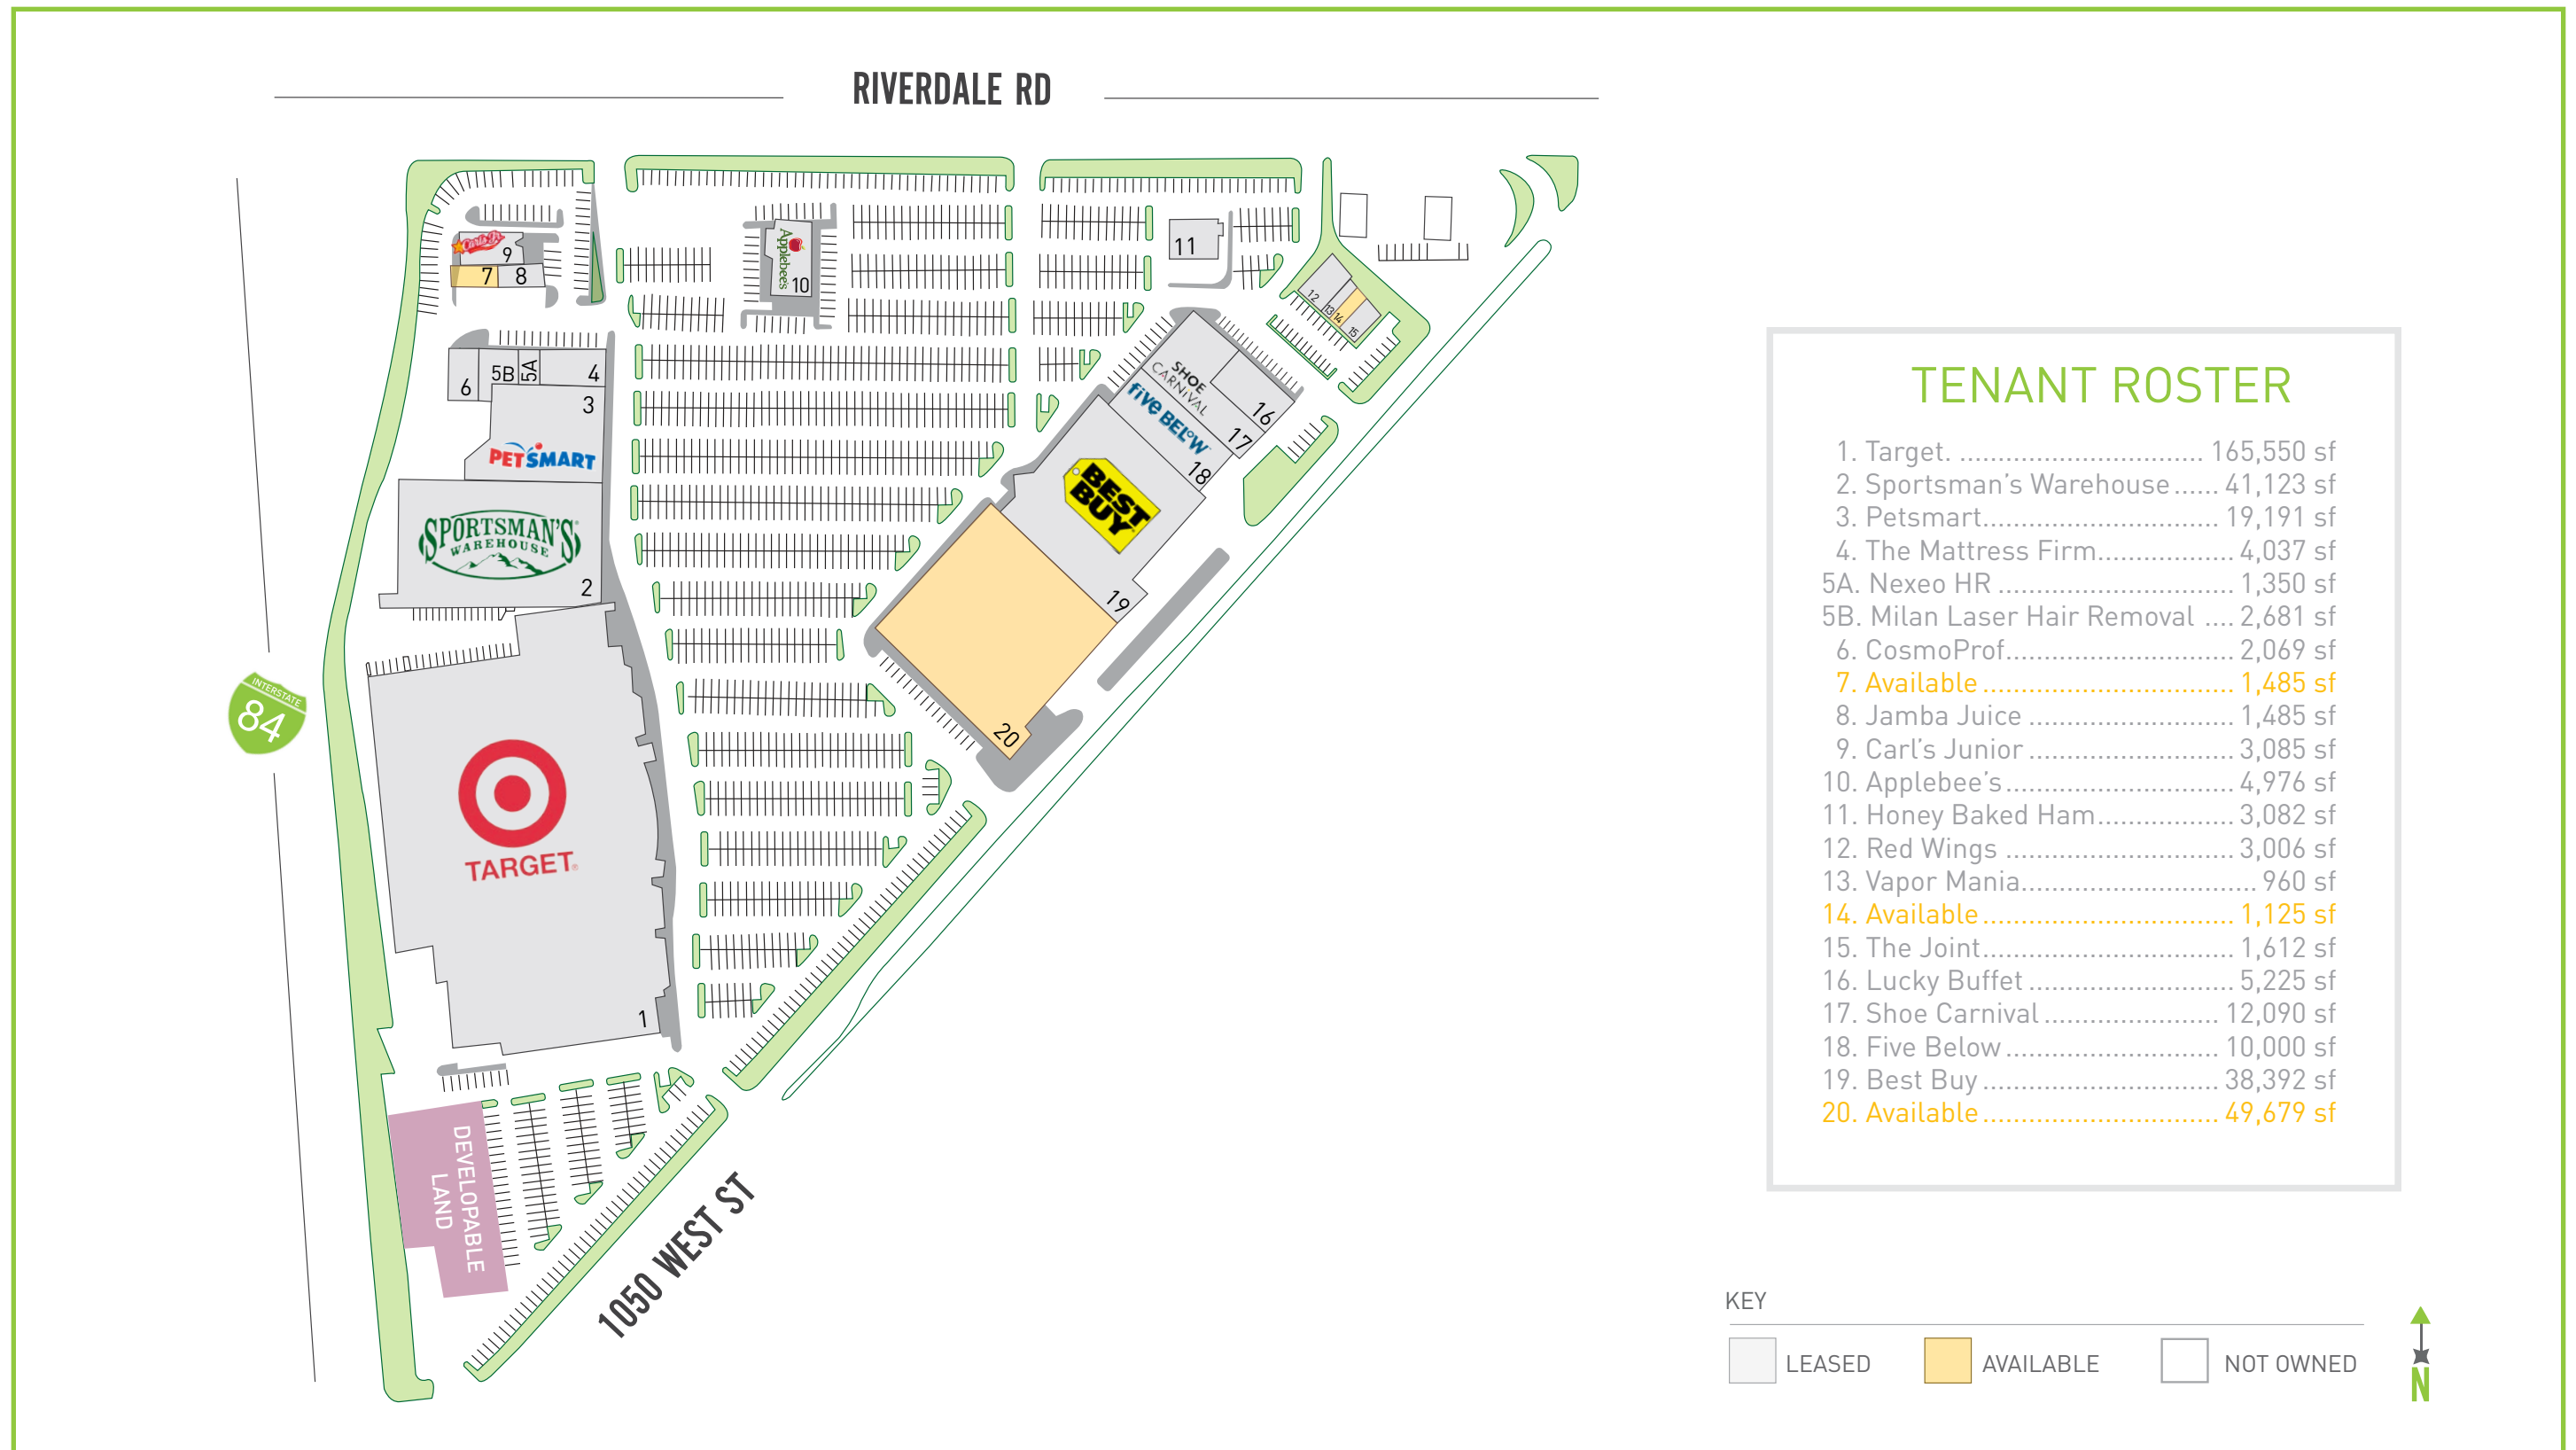 RIVERDALE RD
Carl's Jr.
9
7
8
Applebee's
10
11
12
13
14
15
6
5B
5A
4
3
PETSMART
SHOE
CARNIVAL
five BELOW
16
17
18
BEST
BUY
19
20
SPORTSMAN'S
WAREHOUSE
2
INTERSTATE
84
TARGET
1
DEVELOPABLE
LAND
1050 WEST ST
TENANT ROSTER
1. Target. ............................... 165,550 sf
2. Sportsman's Warehouse ...... 41,123 sf
3. Petsmart.............................. 19,191 sf
4. The Mattress Firm................. 4,037 sf
5A. Nexeo HR .............................. 1,350 sf
5B. Milan Laser Hair Removal .... 2,681 sf
6. CosmoProf............................. 2,069 sf
7. Available ................................ 1,485 sf
8. Jamba Juice .......................... 1,485 sf
9. Carl's Junior .......................... 3,085 sf
10. Applebee's ............................. 4,976 sf
11. Honey Baked Ham................. 3,082 sf
12. Red Wings ............................. 3,006 sf
13. Vapor Mania.............................. 960 sf
14. Available ................................ 1,125 sf
15. The Joint................................ 1,612 sf
16. Lucky Buffet .......................... 5,225 sf
17. Shoe Carnival ...................... 12,090 sf
18. Five Below ........................... 10,000 sf
19. Best Buy .............................. 38,392 sf
20. Available .............................. 49,679 sf
KEY
LEASED
AVAILABLE
NOT OWNED
N